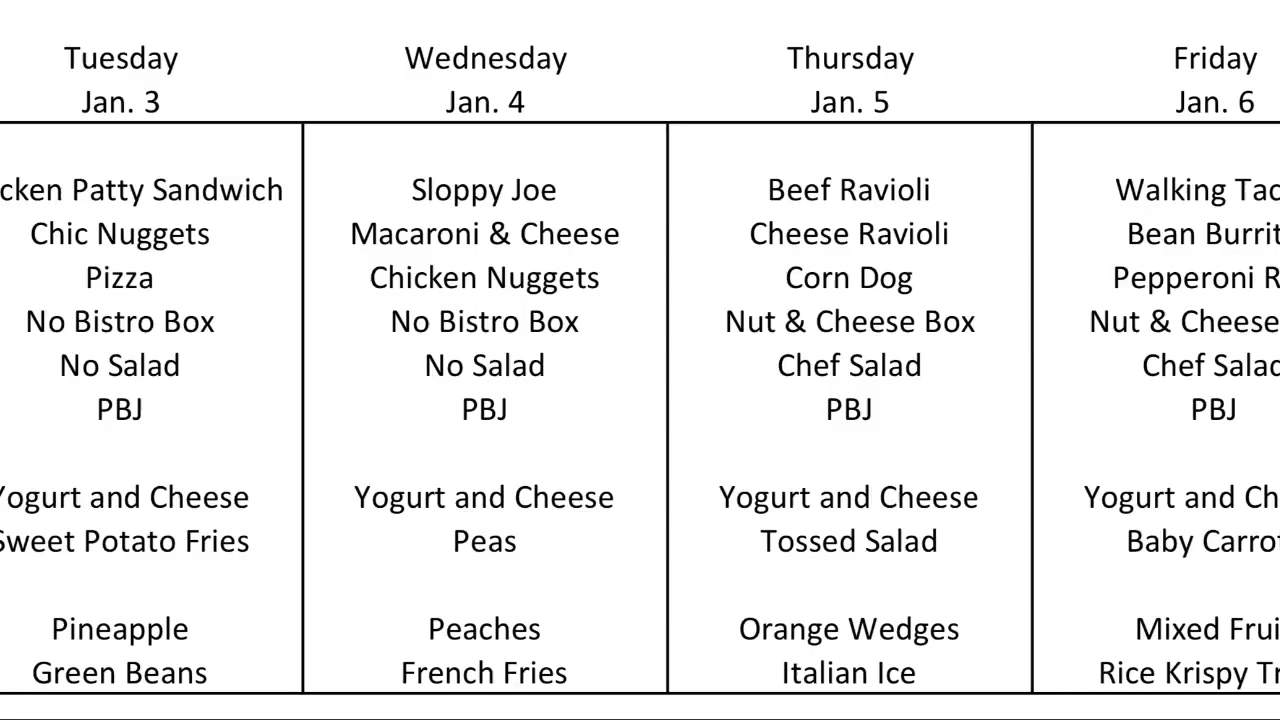 Tuesday
Jan. 3
cken Patty Sandwich
Chic Nuggets
Pizza
No Bistro Box
No Salad
PBJ
Yogurt and Cheese
Sweet Potato Fries
Pineapple
Green Beans
Wednesday
Jan. 4
Sloppy Joe
Macaroni & Cheese
Chicken Nuggets
No Bistro Box
No Salad
PBJ
Yogurt and Cheese
Peas
Peaches
French Fries
Thursday
Jan. 5
Beef Ravioli
Cheese Ravioli
Corn Dog
Nut & Cheese Box
Chef Salad
PBJ
Yogurt and Cheese
Tossed Salad
Orange Wedges
Italian Ice
Friday
Jan. 6
Walking Tac
Bean Burrit
Pepperoni R
Nut & Cheese
Chef Salad
PBJ
Yogurt and Ch
Baby Carrot
Mixed Frui
Rice Krispy Tr